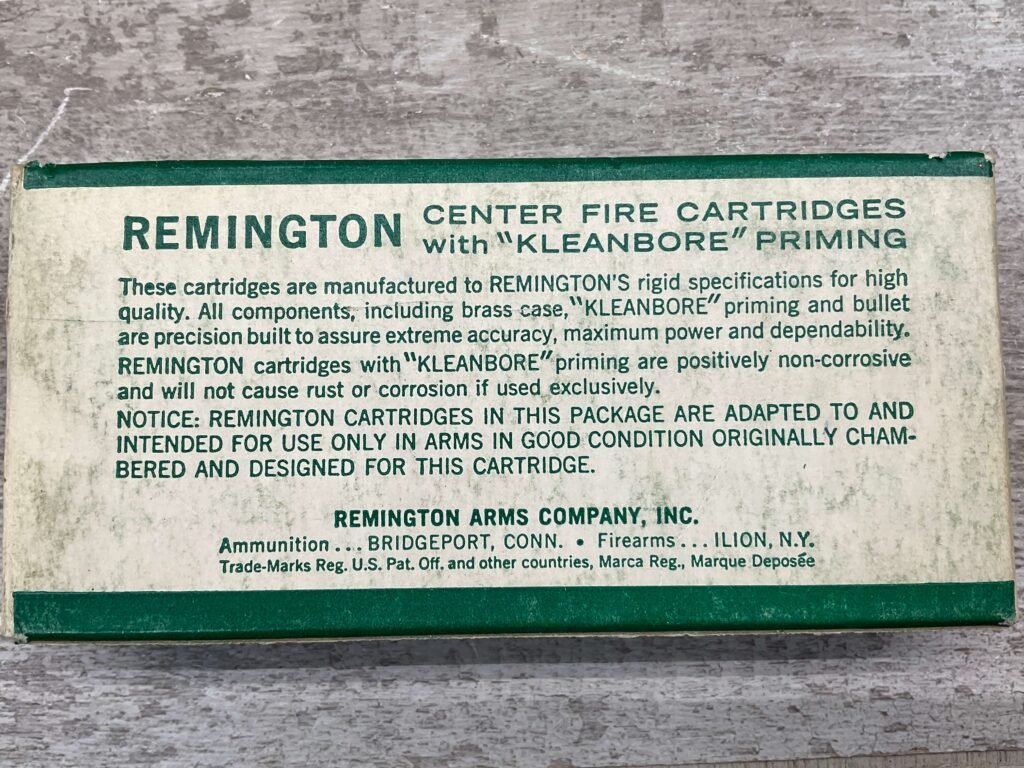 REMINGTON CENTER FIRE CARTRIDGES
with "KLEANBORE" PRIMING
These cartridges are manufactured to REMINGTON'S rigid specifications for high
quality. All components, including brass case, "KLEANBORE" priming and bullet
are precision built to assure extreme accuracy, maximum power and dependability.
REMINGTON cartridges with "KLEANBORE" priming are positively non-corrosive
and will not cause rust or corrosion if used exclusively.
NOTICE: REMINGTON CARTRIDGES IN THIS PACKAGE ARE ADAPTED TO AND
INTENDED FOR USE ONLY IN ARMS IN GOOD CONDITION ORIGINALLY CHAM-
BERED AND DESIGNED FOR THIS CARTRIDGE.
REMINGTON ARMS COMPANY, INC.
Ammunition ... BRIDGEPORT, CONN. • Firearms ... ILION, N.Y.
Trade-Marks Reg. U.S. Pat. Off. and other countries, Marca Reg., Marque Deposée